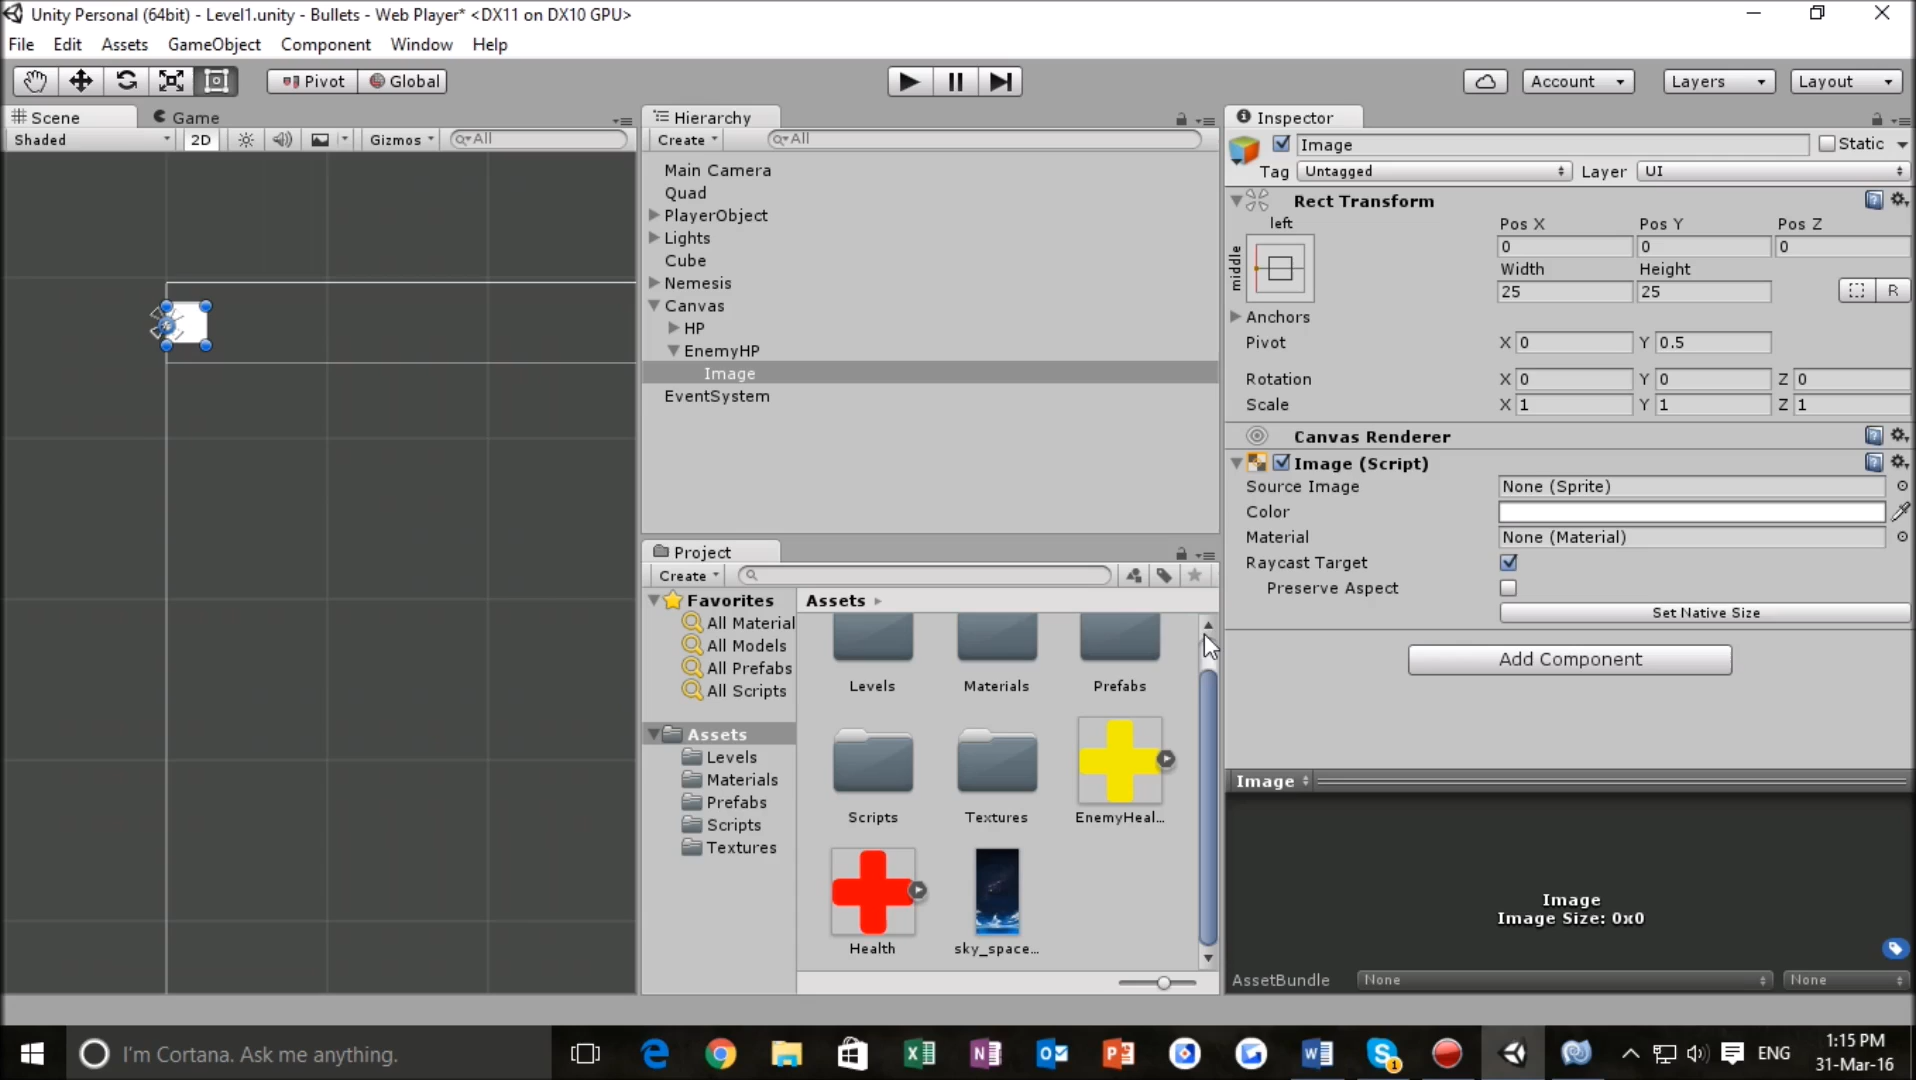 Unity Personal (64bit) - Level1.unity - Bullets - Web Player* <DX11 on DX10 GPU>
File Edit Assets GameObject Component Window Help
Pivot Global Account Layers Layout
Scene Game
Shaded 2D Gizmos All
Hierarchy
Create All
Main Camera
Quad
PlayerObject
Lights
Cube
Nemesis
Canvas
HP
EnemyHP
Image
EventSystem
Project
Create
Favorites
All Material
All Models
All Prefabs
All Scripts
Assets
Levels
Materials
Prefabs
Scripts
Textures
Assets
Levels Materials Prefabs
Scripts Textures EnemyHeal...
Health sky_space...
Inspector
Image Static
Tag Untagged Layer UI
Rect Transform
left
middle
Pos X Pos Y Pos Z
0 0 0
Width Height
25 25 R
Anchors
Pivot X 0 Y 0.5
Rotation X 0 Y 0 Z 0
Scale X 1 Y 1 Z 1
Canvas Renderer
Image (Script)
Source Image None (Sprite)
Color
Material None (Material)
Raycast Target
Preserve Aspect
Set Native Size
Add Component
Image
Image
Image Size: 0x0
AssetBundle None None
I'm Cortana. Ask me anything.
ENG
1:15 PM
31-Mar-16